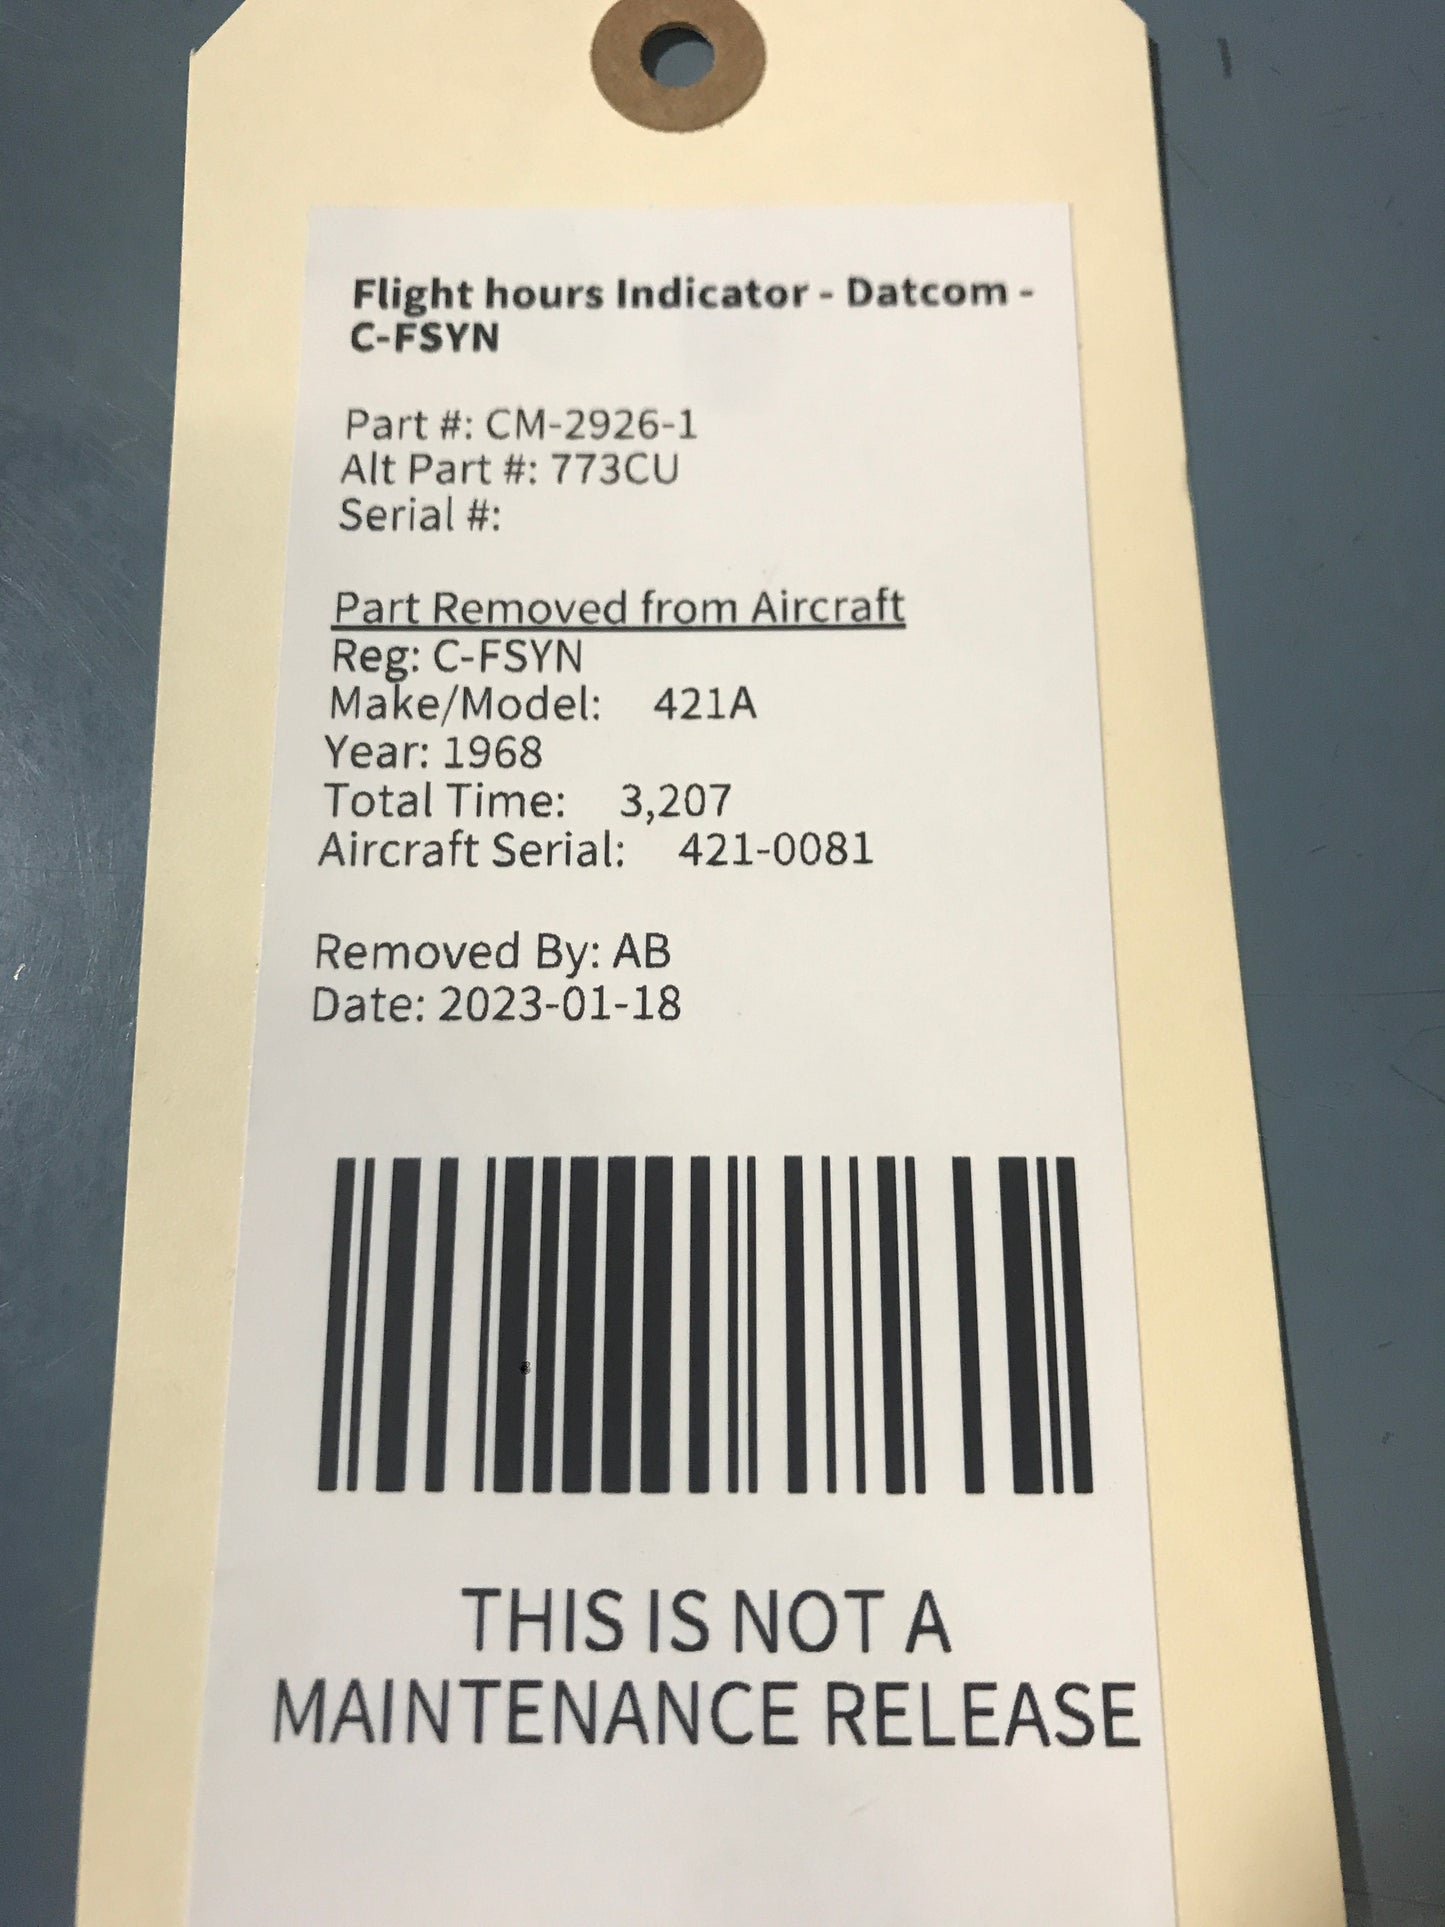 Flight hours Indicator - Datcom -
C-FSYN
Part #: CM-2926-1
Alt Part #: 773CU
Serial #:
Part Removed from Aircraft
Reg: C-FSYN
Make/Model: 421A
Year: 1968
Total Time: 3,207
Aircraft Serial: 421-0081
Removed By: AB
Date: 2023-01-18
THIS IS NOT A
MAINTENANCE RELEASE